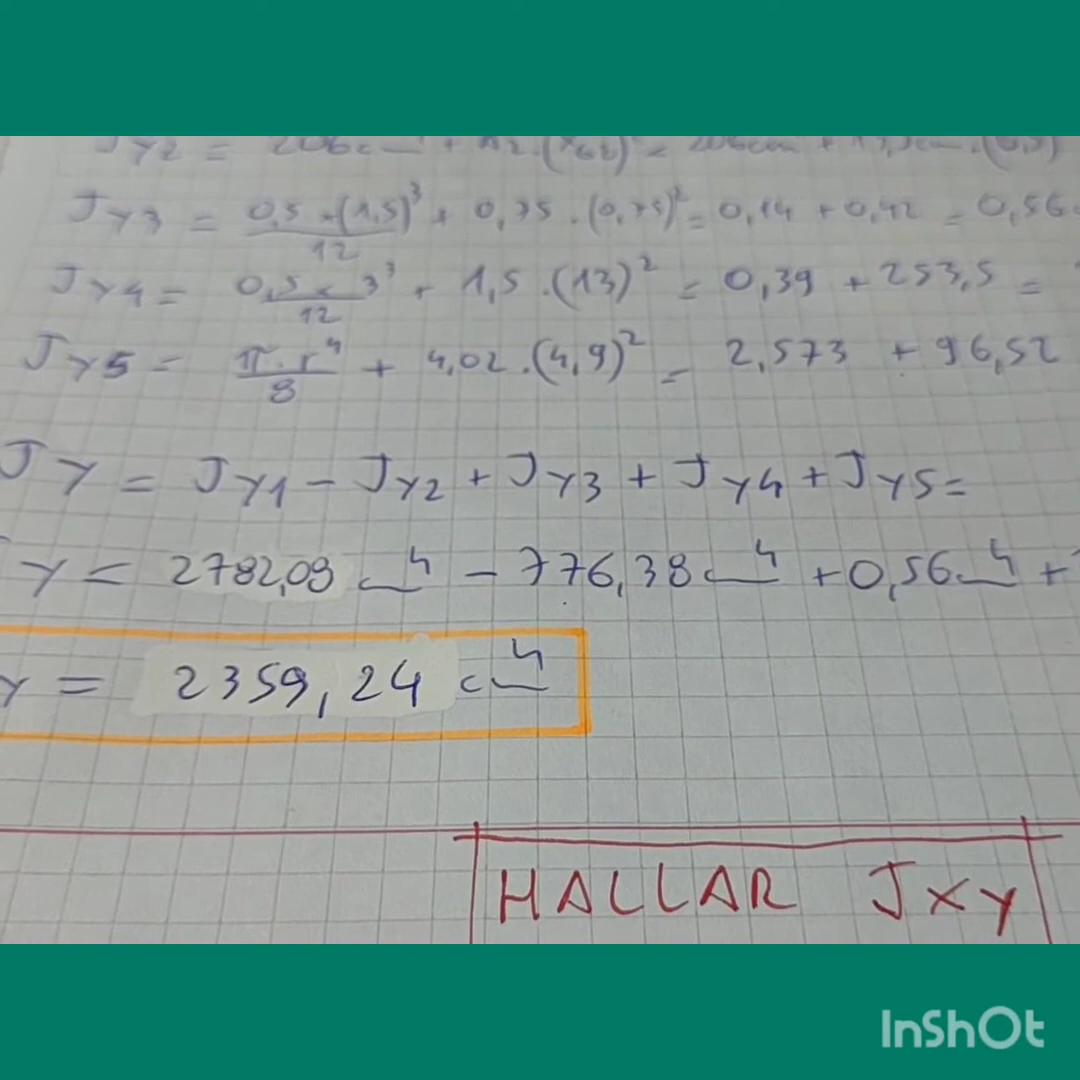 JY3 = 0,5 × (1,5)³ / 12 + 0,75 . (0,75)² = 0,14 + 0,42 = 0,56
JY4 = 0,5 × 3³ / 12 + 1,5 . (13)² = 0,39 + 253,5 =
JY5 = π . r⁴ / 8 + 4,02 . (4,9)² = 2,573 + 96,52
JY = JY1 - JY2 + JY3 + JY4 + JY5 =
Y = 2782,09 cm⁴ - 776,38 cm⁴ + 0,56 cm⁴ +
Y = 2359,24 cm⁴
HALLAR JXY
InShOt